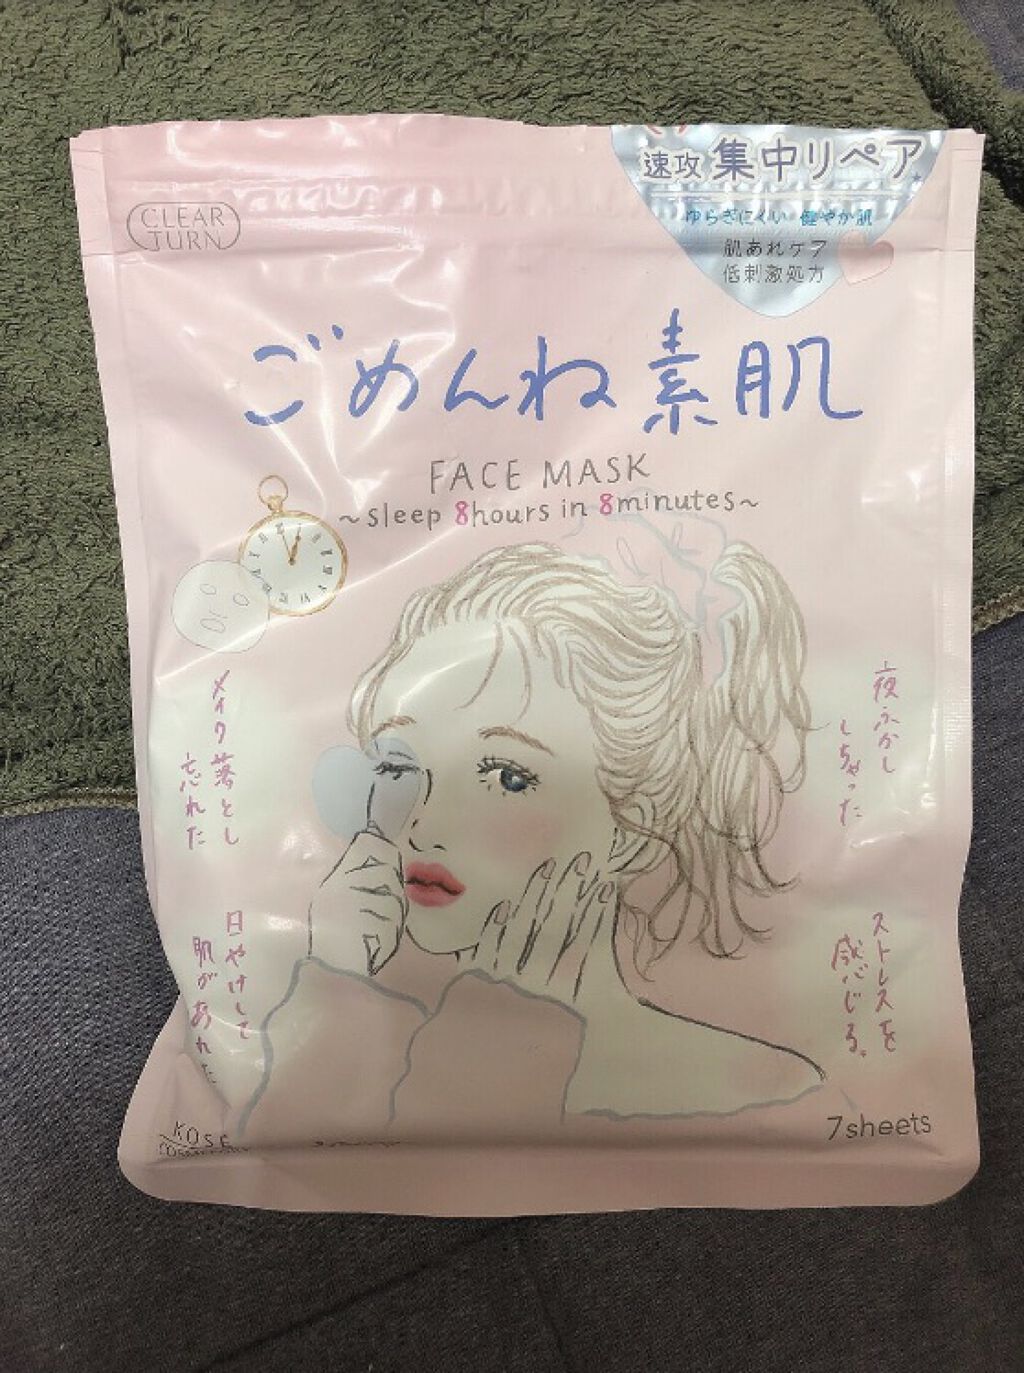 速攻 集中リペア
CLEAR
TURN
ゆらぎにくい 健やか肌
肌あれケア
低刺激処方
ごめんね素肌
FACE MASK
～sleep 8hours in 8minutes～
メイク落とし
忘れた
夜ふかし
しちゃった
日やけして
肌があれた
ストレスを
感じる。
7sheets
KOSÉ